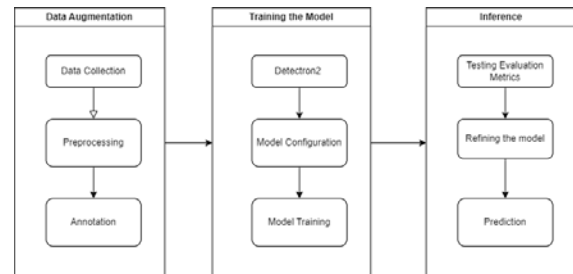 Data Augmentation
Data Collection
Preprocessing
Annotation
Training the Model
Detectron2
Model Configuration
Model Training
Inference
Testing Evaluation
Metrics
Refining the model
Prediction